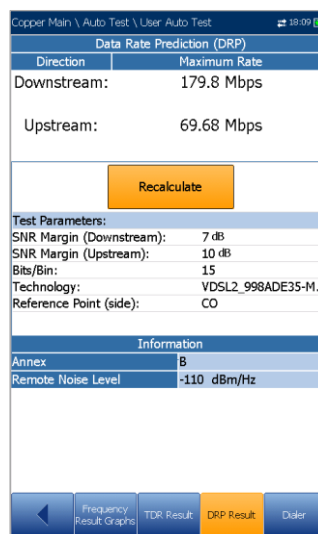 Copper Main \ Auto Test \ User Auto Test 18:09
Data Rate Prediction (DRP)
Direction Maximum Rate
Downstream: 179.8 Mbps
Upstream: 69.68 Mbps
Recalculate
Test Parameters:
SNR Margin (Downstream): 7 dB
SNR Margin (Upstream): 10 dB
Bits/Bin: 15
Technology: VDSL2_998ADE35-M.
Reference Point (side): CO
Information
Annex B
Remote Noise Level -110 dBm/Hz
Frequency
Result Graphs TDR Result DRP Result Dialer